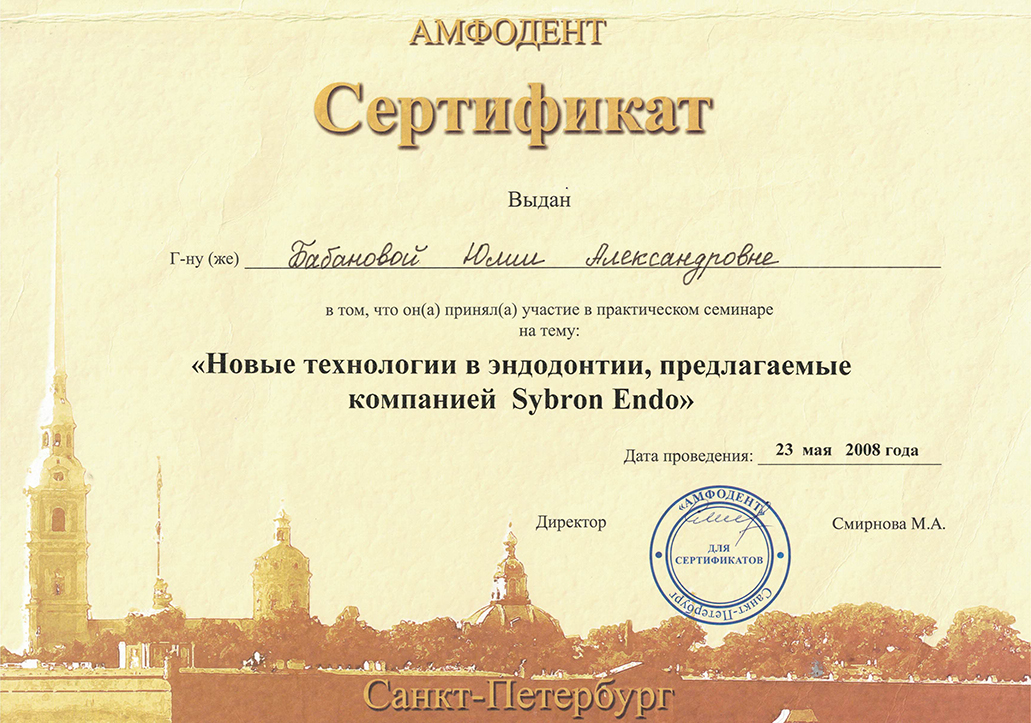 АМФОДЕНТ
Сертификат
Выдан
Г-ну (же) Бабановой Юлии Александровне
в том, что он(а) принял(а) участие в практическом семинаре
на тему:
«Новые технологии в эндодонтии, предлагаемые
компанией Sybron Endo»
Дата проведения: 23 мая 2008 года
Директор
Смирнова М.А.
«АМФОДЕНТ»
ДЛЯ
СЕРТИФИКАТОВ
Санкт-Петербург
Санкт-Петербург